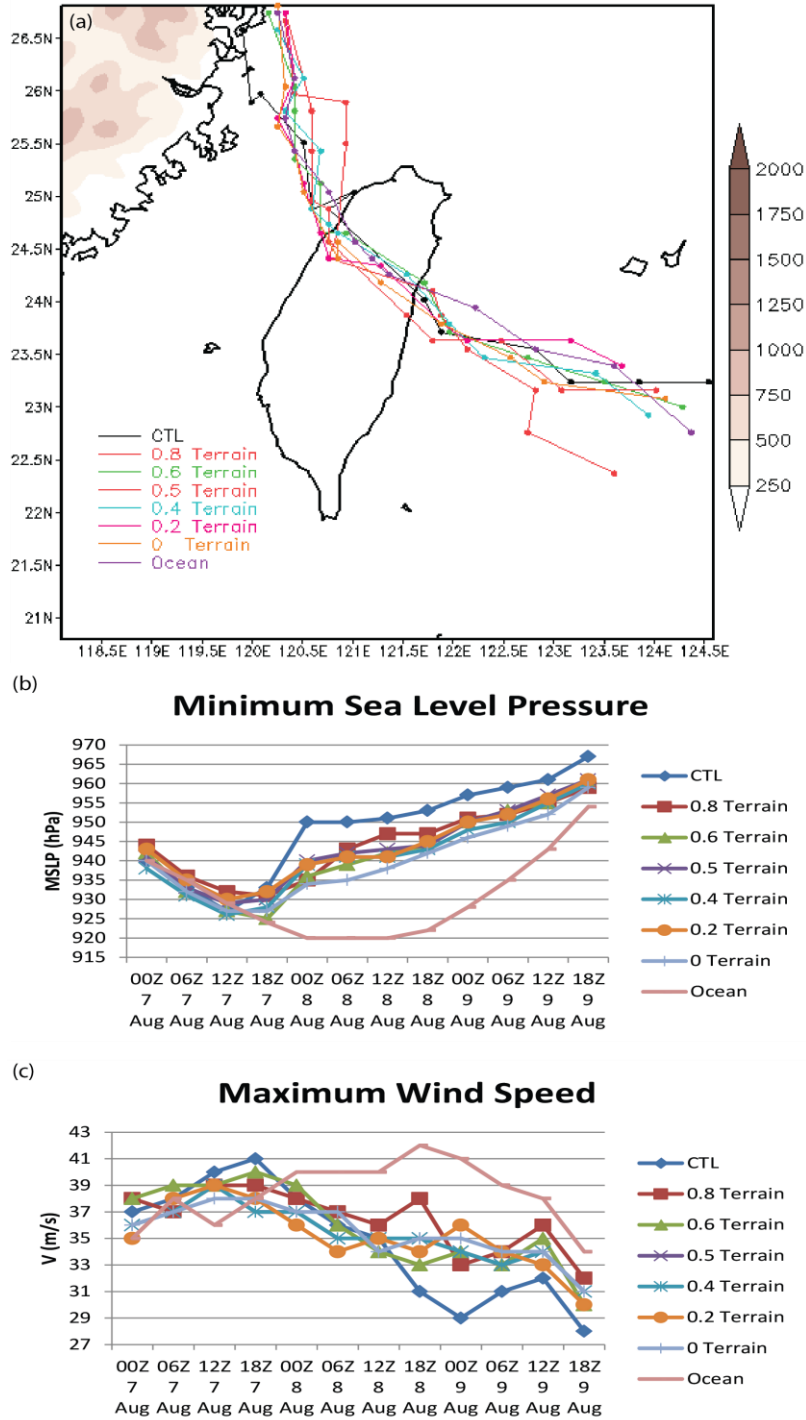 (a)
26.5N
26N
25.5N
25N
24.5N
24N
23.5N
23N
22.5N
22N
21.5N
21N
CTL
0.8 Terrain
0.6 Terrain
0.5 Terrain
0.4 Terrain
0.2 Terrain
0 Terrain
Ocean
118.5E 119E 119.5E 120E 120.5E 121E 121.5E 122E 122.5E 123E 123.5E 124E 124.5E
2000
1750
1500
1250
1000
750
500
250
(b)
Minimum Sea Level Pressure
MSLP (hPa)
970
965
960
955
950
945
940
935
930
925
920
915
00Z 06Z 12Z 18Z 00Z 06Z 12Z 18Z 00Z 06Z 12Z 18Z
7 7 7 7 8 8 8 8 9 9 9 9
Aug Aug Aug Aug Aug Aug Aug Aug Aug Aug Aug Aug
CTL
0.8 Terrain
0.6 Terrain
0.5 Terrain
0.4 Terrain
0.2 Terrain
0 Terrain
Ocean
(c)
Maximum Wind Speed
V (m/s)
43
41
39
37
35
33
31
29
27
00Z 06Z 12Z 18Z 00Z 06Z 12Z 18Z 00Z 06Z 12Z 18Z
7 7 7 7 8 8 8 8 9 9 9 9
Aug Aug Aug Aug Aug Aug Aug Aug Aug Aug Aug Aug
CTL
0.8 Terrain
0.6 Terrain
0.5 Terrain
0.4 Terrain
0.2 Terrain
0 Terrain
Ocean